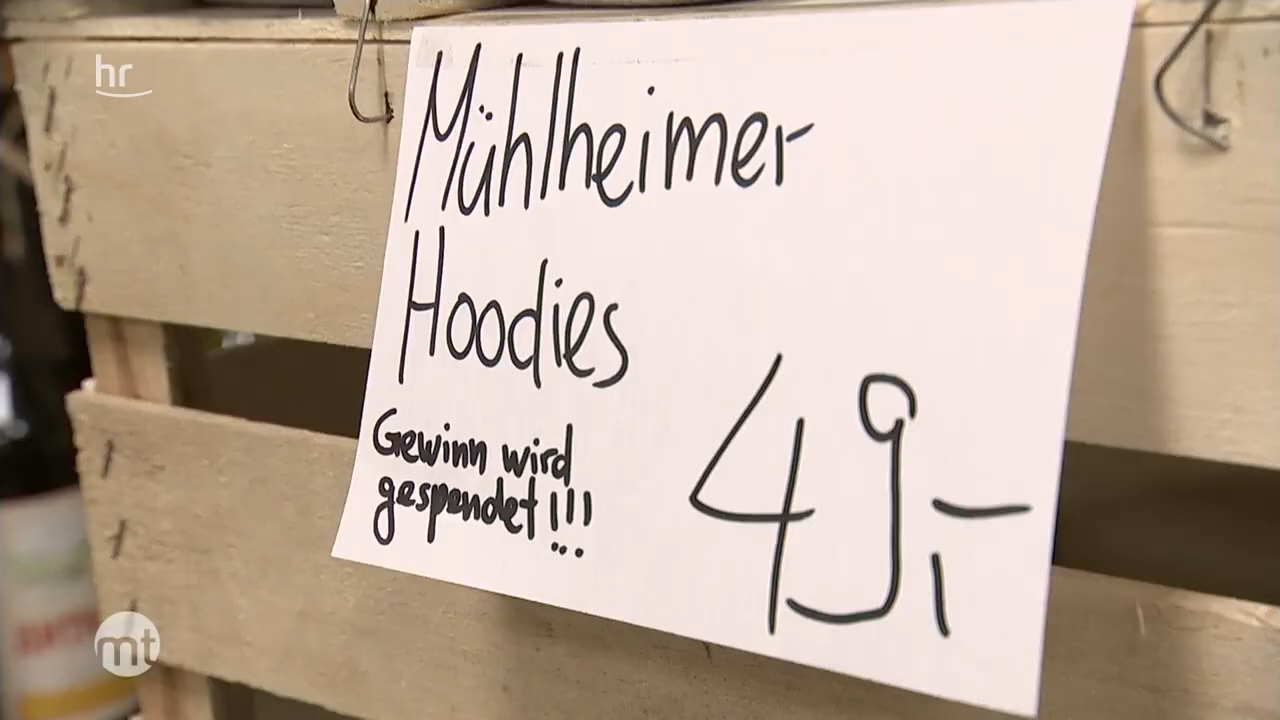 hr
Mühlheimer
Hoodies
Gewinn wird
gespendet!!!
49,-
mt